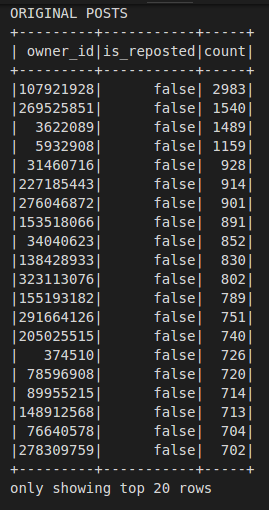 ORIGINAL POSTS
+---------+-----------+-----+
| owner_id|is_reposted|count|
+---------+-----------+-----+
|107921928|      false| 2983|
|269525851|      false| 1540|
|  3622089|      false| 1489|
|  5932908|      false| 1159|
| 31460716|      false|  928|
|227185443|      false|  914|
|276046872|      false|  901|
|153518066|      false|  891|
| 34040623|      false|  852|
|138428933|      false|  830|
|323113076|      false|  802|
|155193182|      false|  789|
|291664126|      false|  751|
|205025515|      false|  740|
|   374510|      false|  726|
| 78596908|      false|  720|
| 89955215|      false|  714|
|148912568|      false|  713|
| 76640578|      false|  704|
|278309759|      false|  702|
+---------+-----------+-----+
only showing top 20 rows